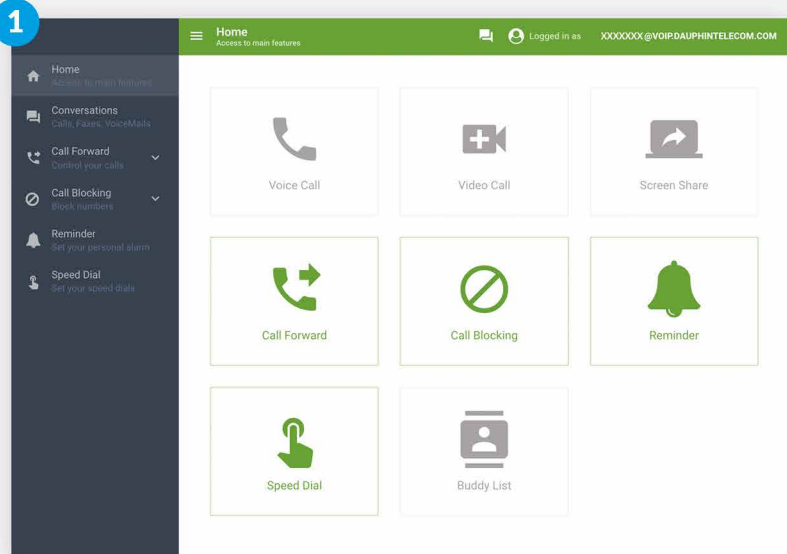 1
Home
Access to main features
Logged in as XXXXXXX@VOIP.DAUPHINTELECOM.COM
Home
Access to main features
Conversations
Calls, Faxes, VoiceMails
Call Forward
Control your calls
Call Blocking
Block numbers
Reminder
Set your personal alarm
Speed Dial
Set your speed dials
Voice Call
Video Call
Screen Share
Call Forward
Call Blocking
Reminder
Speed Dial
Buddy List